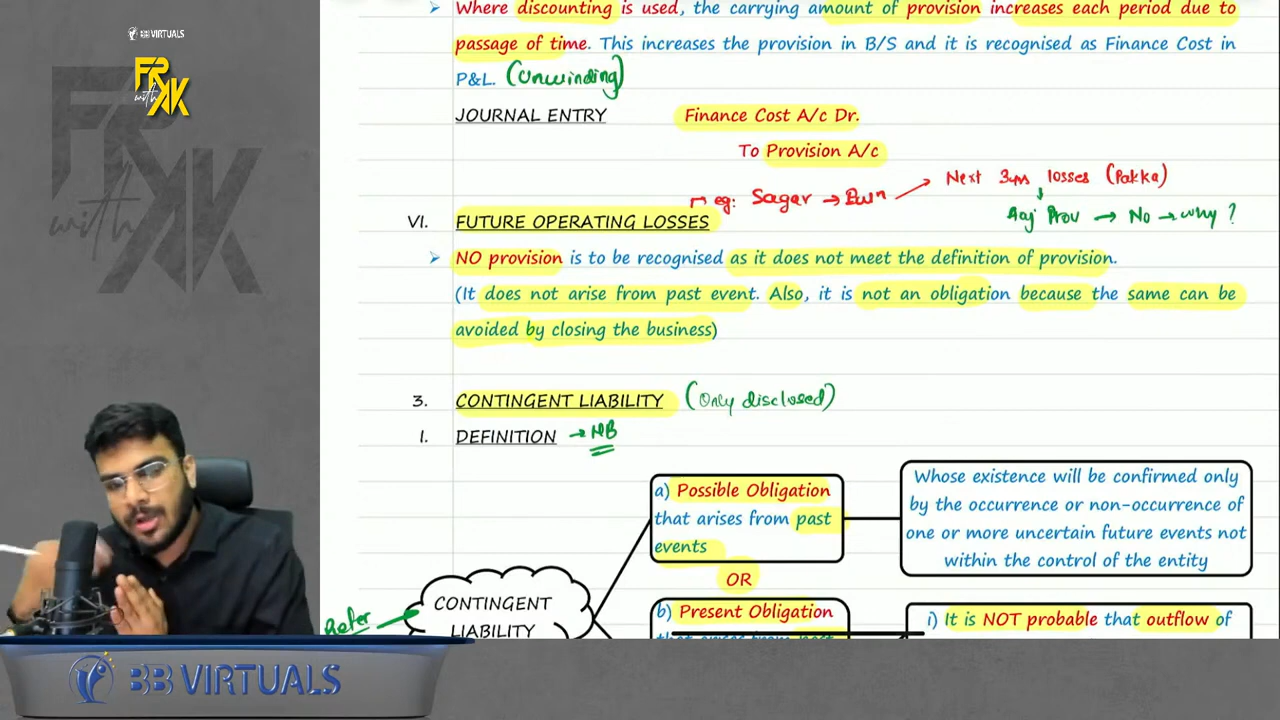 Where discounting is used, the carrying amount of provision increases each period due to
passage of time. This increases the provision in B/S and it is recognised as Finance Cost in
P&L. (Unwinding)
JOURNAL ENTRY Finance Cost A/c Dr.
To Provision A/c
Next 3yrs losses (Pakka)
eg: Sagar →
Aaj Prov → No → why ?
VI. FUTURE OPERATING LOSSES
NO provision is to be recognised as it does not meet the definition of provision.
(It does not arise from past event. Also, it is not an obligation because the same can be
avoided by closing the business)
3. CONTINGENT LIABILITY (Only disclosed)
I. DEFINITION → NB
a) Possible Obligation
that arises from past
events
Whose existence will be confirmed only
by the occurrence or non-occurrence of
one or more uncertain future events not
within the control of the entity
OR
b) Present Obligation
i) It is NOT probable that outflow of
CONTINGENT
LIABILITY
Refer
BB VIRTUALS
FR
with
AK
FR
with
AK
BB VIRTUALS